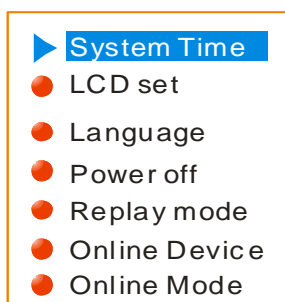 System Time
LCD set
Language
Power off
Replay mode
Online Device
Online Mode